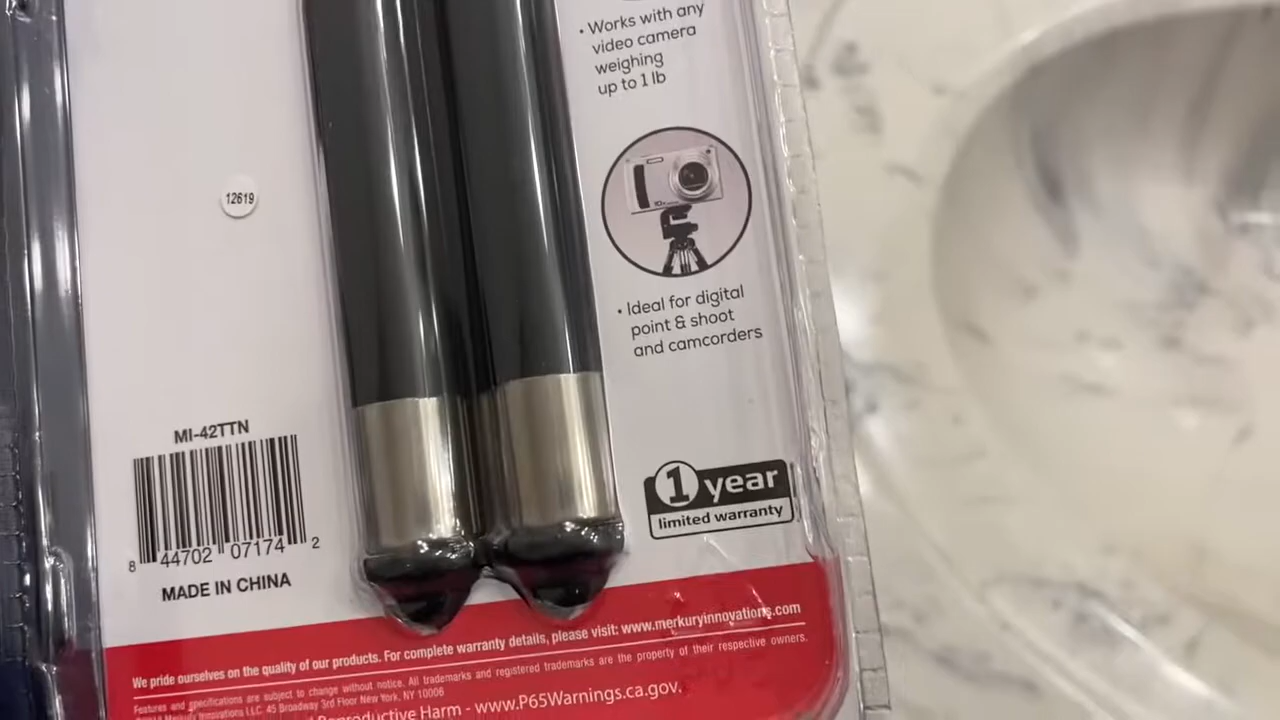 • Works with any
video camera
weighing
up to 1 lb
12619
10x
• Ideal for digital
point & shoot
and camcorders
MI-42TTN
8 44702 07174 2
MADE IN CHINA
1 year
limited warranty
We pride ourselves on the quality of our products. For complete warranty details, please visit: www.merkuryinnovations.com
Features and specifications are subject to change without notice. All trademarks and registered trademarks are the property of their respective owners.
Merkury Innovations LLC. 45 Broadway 3rd Floor New York, NY 10006
Reproductive Harm - www.P65Warnings.ca.gov.